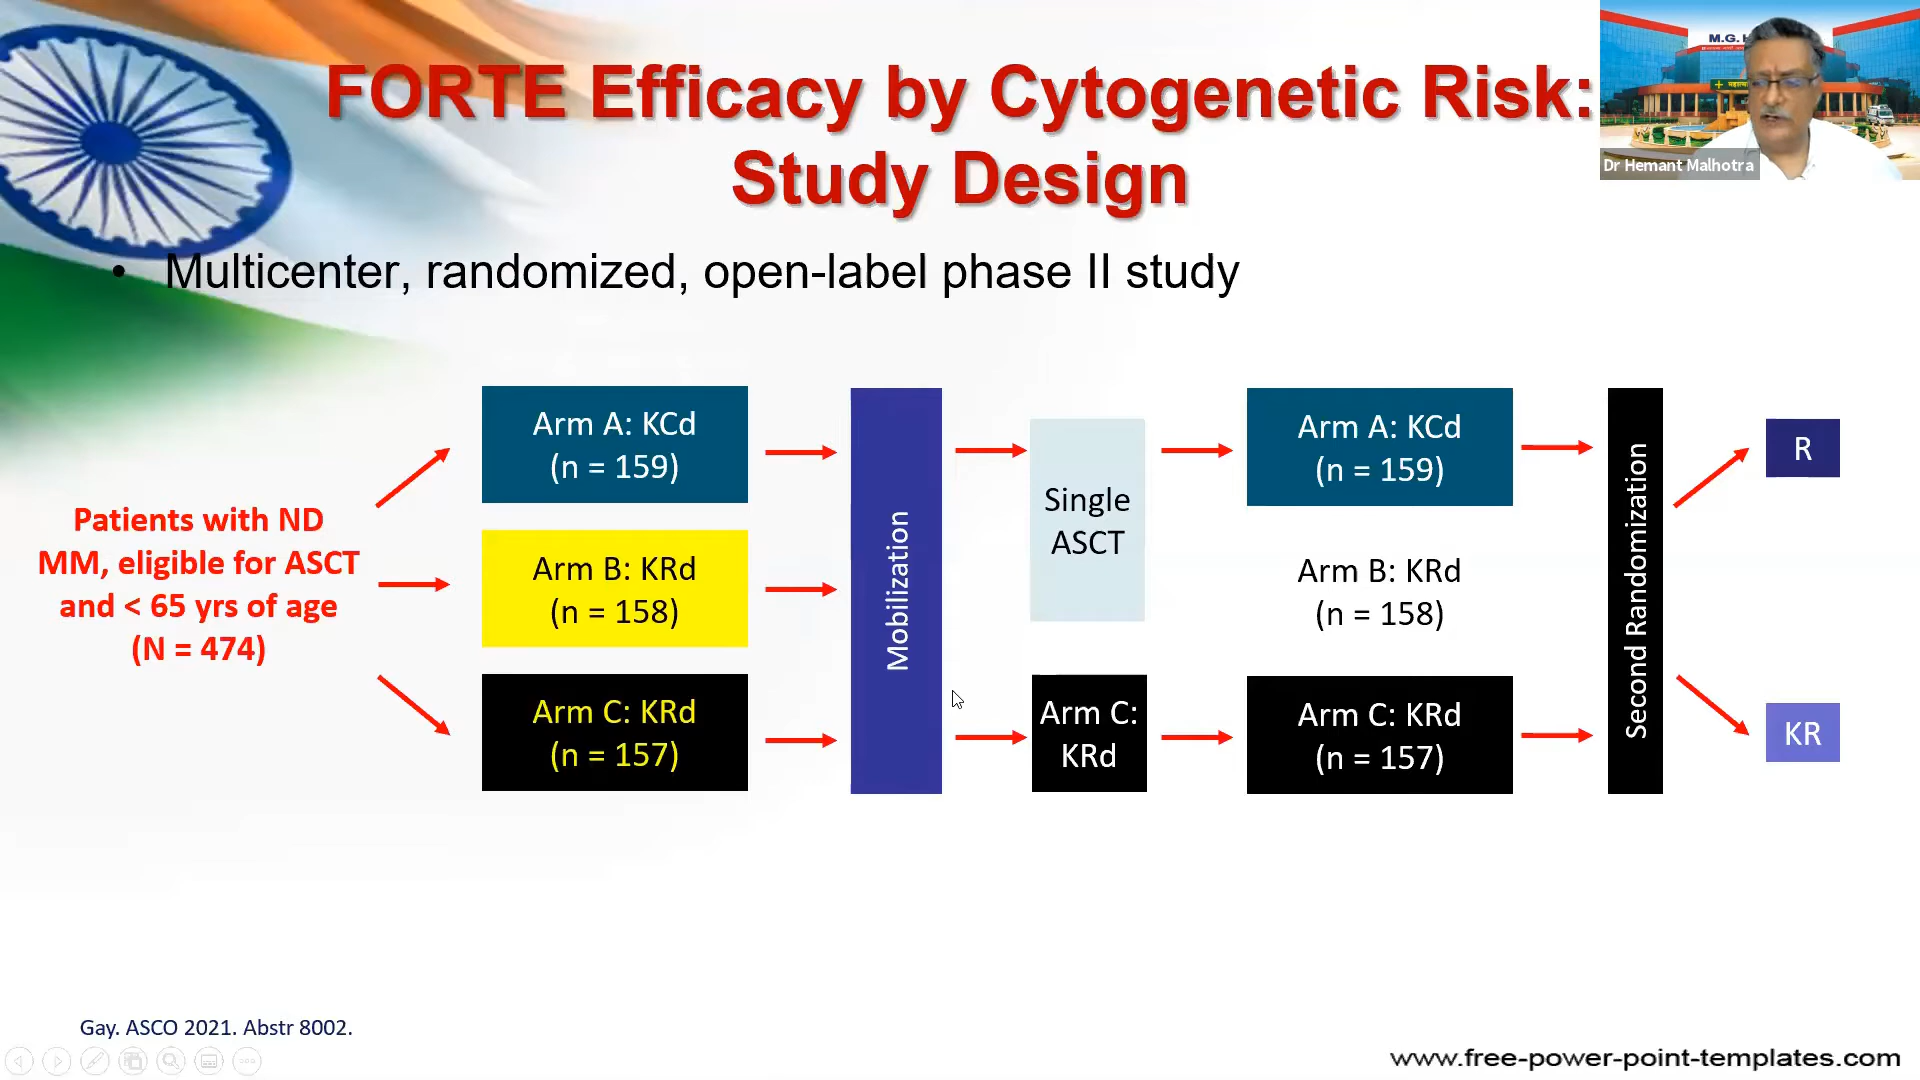 FORTE Efficacy by Cytogenetic Risk:
Study Design
• Multicenter, randomized, open-label phase II study
Patients with ND
MM, eligible for ASCT
and < 65 yrs of age
(N = 474)
Arm A: KCd
(n = 159)
Arm B: KRd
(n = 158)
Arm C: KRd
(n = 157)
Mobilization
Single
ASCT
Arm C:
KRd
Arm A: KCd
(n = 159)
Arm B: KRd
(n = 158)
Arm C: KRd
(n = 157)
Second Randomization
R
KR
Gay. ASCO 2021. Abstr 8002.
www.free-power-point-templates.com
M.G. H
Dr Hemant Malhotra